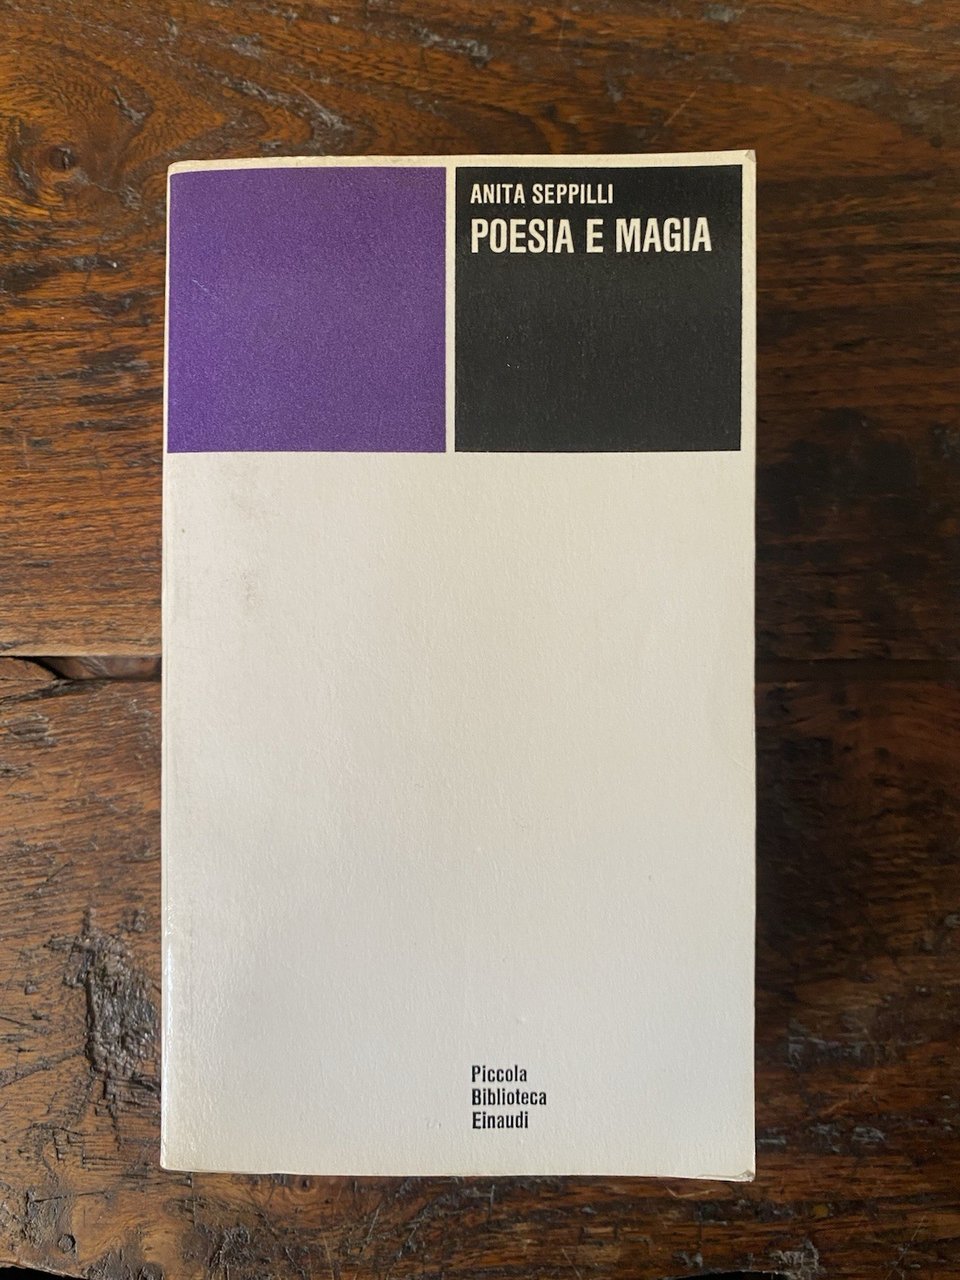 ANITA SEPPILLI
POESIA E MAGIA
Piccola
Biblioteca
Einaudi